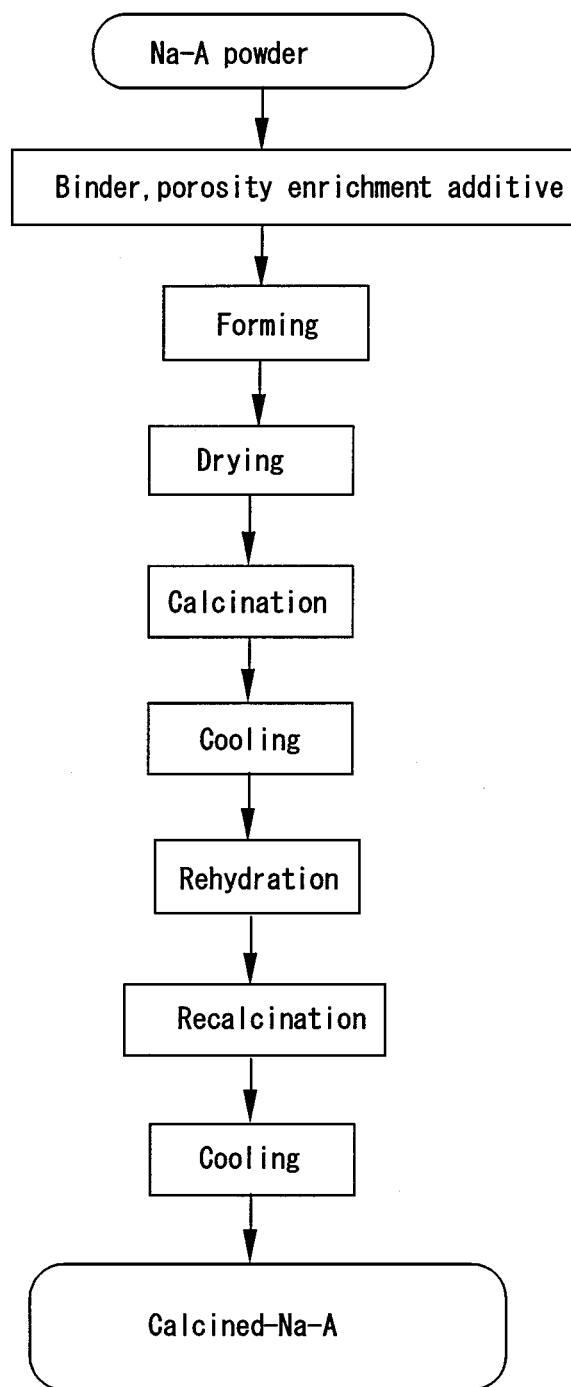 Na-A powder
Binder,porosity enrichment additive
Forming
Drying
Calcination
Cooling
Rehydration
Recalcination
Cooling
Calcined-Na-A